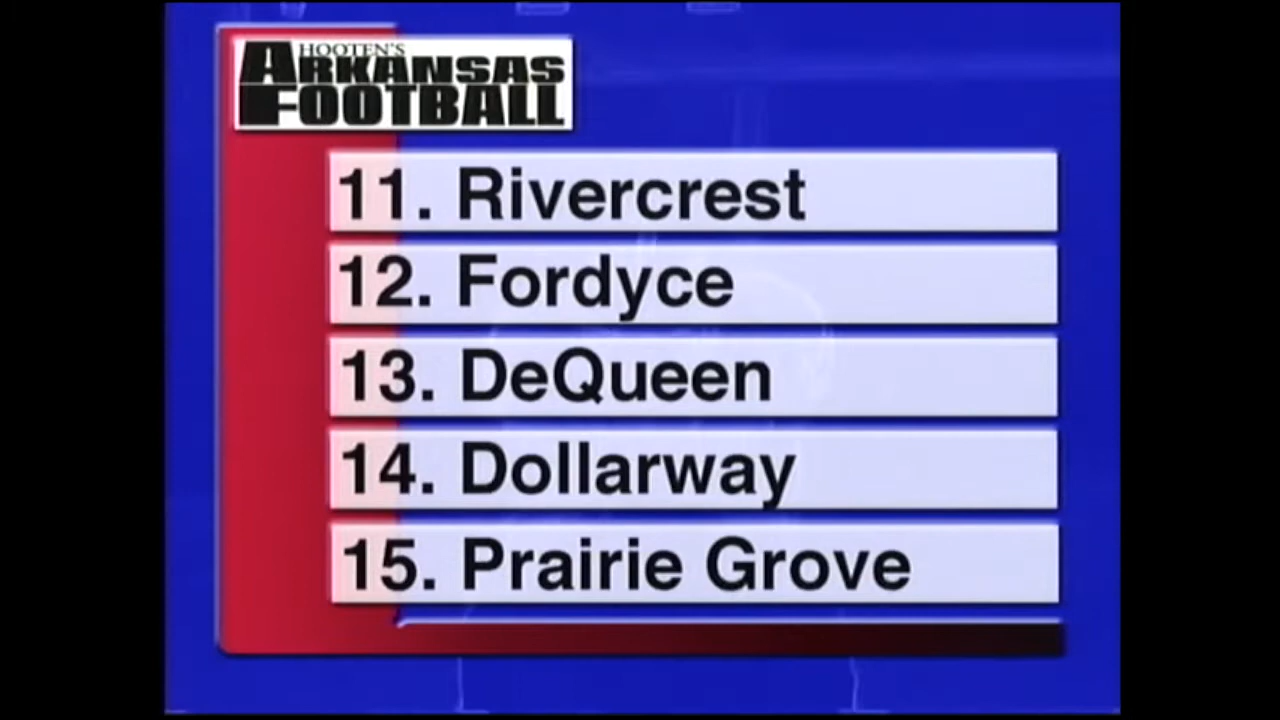 HOOTEN'S
ARKANSAS
FOOTBALL
11. Rivercrest
12. Fordyce
13. DeQueen
14. Dollarway
15. Prairie Grove